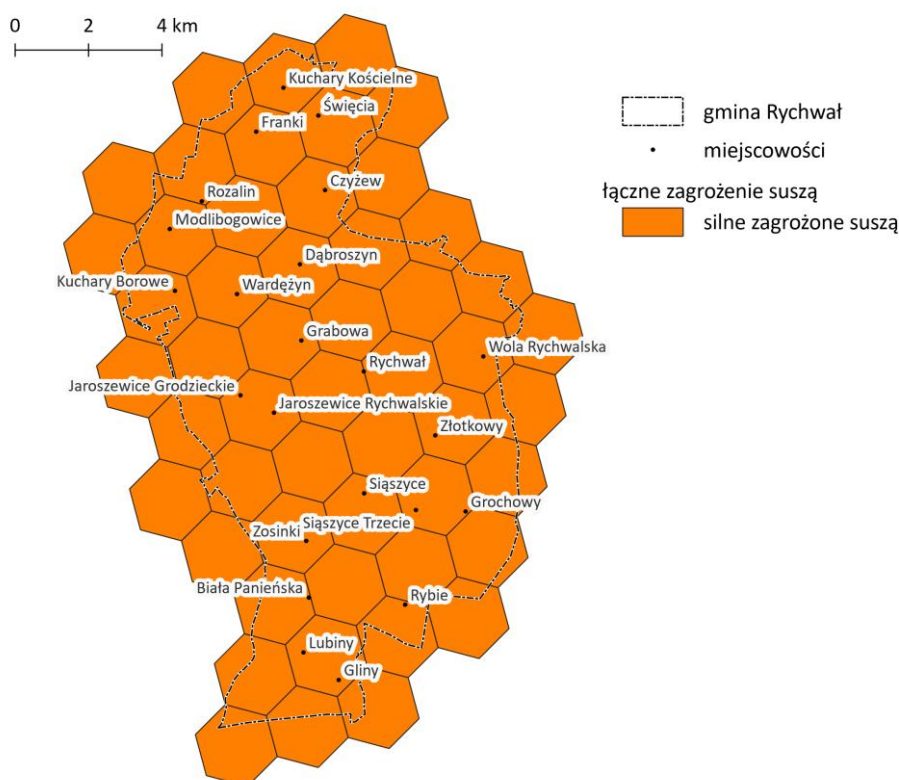 0 2 4 km
Kuchary Kościelne
Święcia
Franki
Czyżew
Rozalin
Modlibogowice
Dąbroszyn
Kuchary Borowe
Wardężyn
Grabowa
Wola Rychwalska
Rychwał
Jaroszewice Grodzieckie
Jaroszewice Rychwalskie
Złotkowy
Siąszyce
Grochowy
Siąszyce Trzecie
Zosinki
Biała Panieńska
Rybie
Lubiny
Gliny
gmina Rychwał
miejscowości
łączne zagrożenie suszą
silne zagrożone suszą